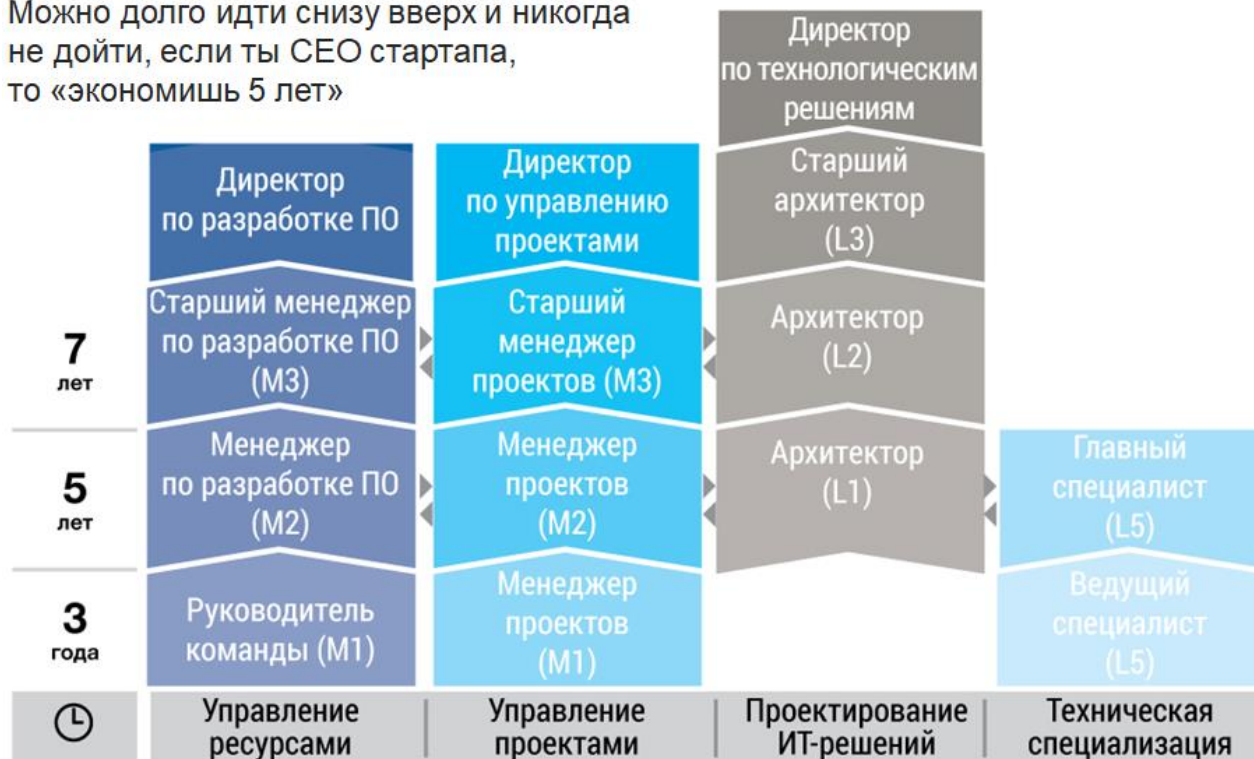 Можно долго идти снизу вверх и никогда
не дойти, если ты CEO стартапа,
то «экономишь 5 лет»
Директор
по технологическим
решениям
Директор
по разработке ПО
Директор
по управлению
проектами
Старший
архитектор
(L3)
7
лет
Старший менеджер
по разработке ПО
(M3)
Старший
менеджер
проектов (M3)
Архитектор
(L2)
5
лет
Менеджер
по разработке ПО
(M2)
Менеджер
проектов
(M2)
Архитектор
(L1)
Главный
специалист
(L5)
3
года
Руководитель
команды (M1)
Менеджер
проектов
(M1)
Ведущий
специалист
(L5)
Управление
ресурсами
Управление
проектами
Проектирование
ИТ-решений
Техническая
специализация